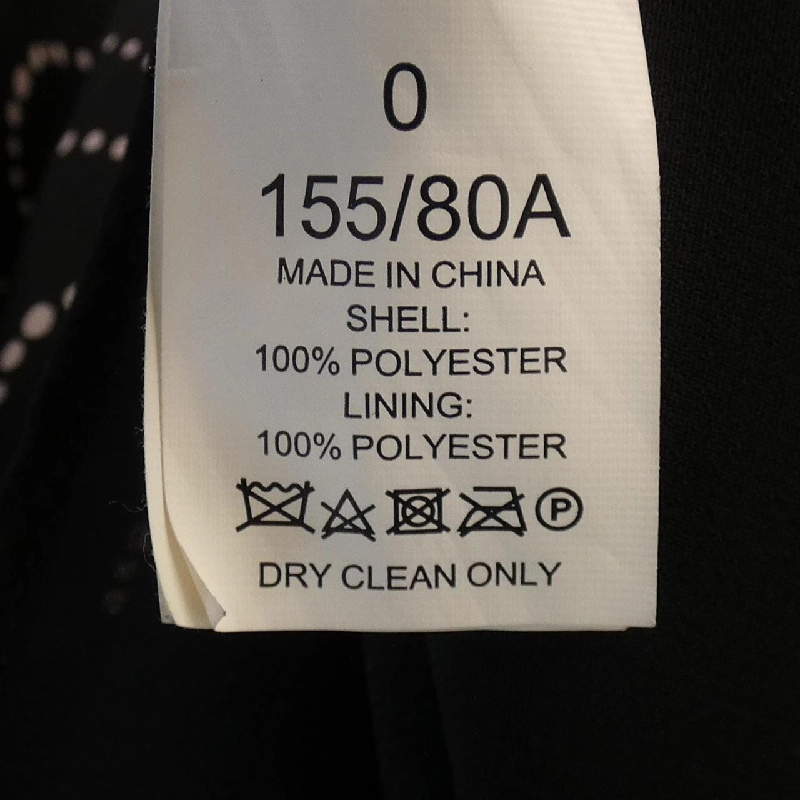 0
155/80A
MADE IN CHINA
SHELL:
100% POLYESTER
LINING:
100% POLYESTER
P
DRY CLEAN ONLY